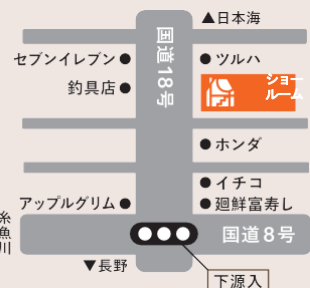 ▲日本海
国道18号
セブンイレブン
ツルハ
釣具店
ショー
ルーム
ホンダ
イチコ
アップルグリム
廻鮮富寿し
糸魚川
国道8号
▼長野
下源入